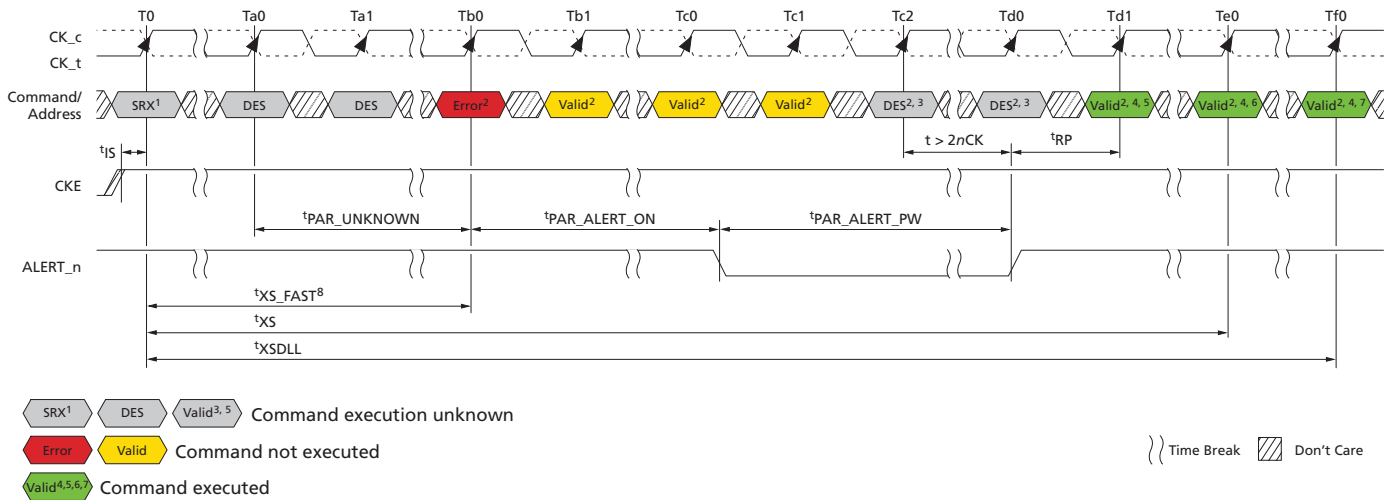 T0 Ta0 Ta1 Tb0 Tb1 Tc0 Tc1 Tc2 Td0 Td1 Te0 Tf0
CK_c
CK_t
Command/
Address
SRX1 DES DES Error2 Valid2 Valid2 Valid2 DES2, 3 DES2, 3 Valid2, 4, 5 Valid2, 4, 6 Valid2, 4, 7
tIS t > 2nCK tRP
CKE
tPAR_UNKNOWN tPAR_ALERT_ON tPAR_ALERT_PW
ALERT_n
tXS_FAST8
tXS
tXSDLL
SRX1 DES Valid3, 5 Command execution unknown
Error Valid Command not executed
Time Break Don't Care
Valid4,5,6,7 Command executed